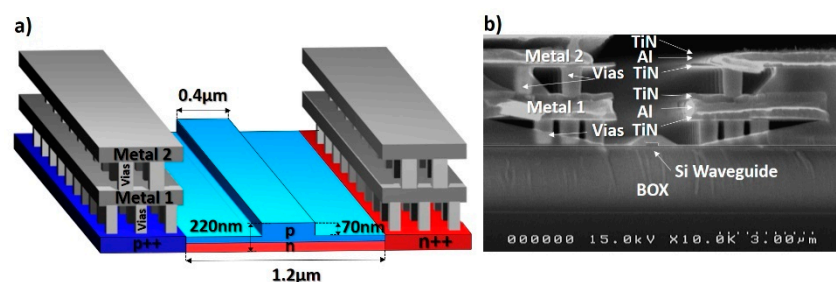 a)
0.4μm
Metal 2
Vias
Metal 1
Vias
220nm
p
70nm
n
p++
n++
1.2μm
b)
TiN
Metal 2
Al
Vias
TiN
TiN
Metal 1
Al
Vias
TiN
Si Waveguide
BOX
000000 15.0kV X10.0K 3.00μm